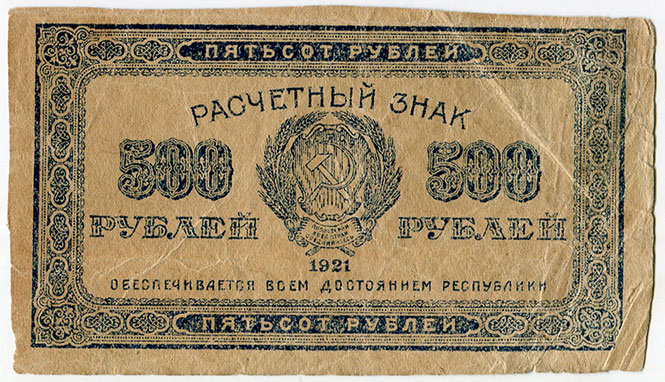 ПЯТЬСОТ РУБЛЕЙ
РАСЧЕТНЫЙ ЗНАК
500 500
РУБЛЕЙ РУБЛЕЙ
1921
ОБЕСПЕЧИВАЕТСЯ ВСЕМ ДОСТОЯНИЕМ РЕСПУБЛИКИ
ПЯТЬСОТ РУБЛЕЙ